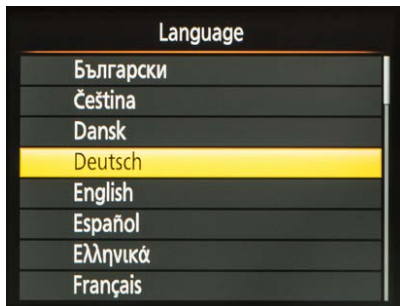 Language
Български
Čeština
Dansk
Deutsch
English
Español
Ελληνικά
Français